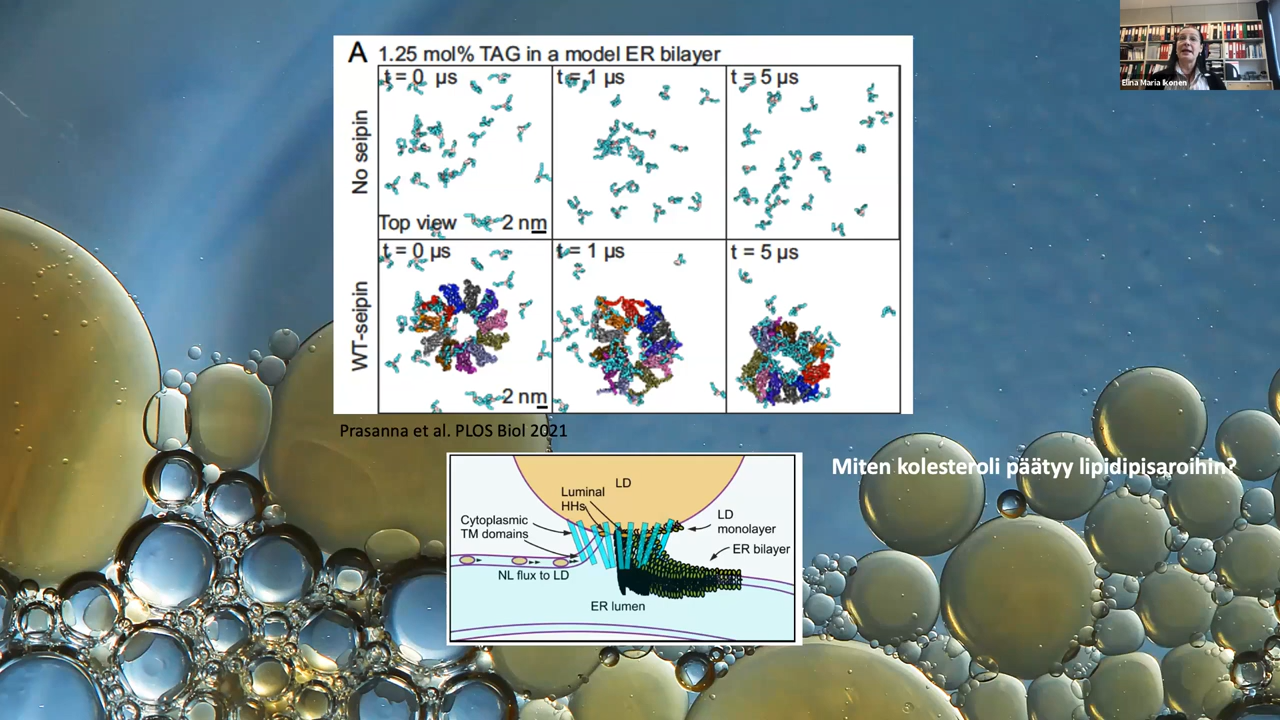 A 1.25 mol% TAG in a model ER bilayer
No seipin
t = 0 µs
t = 1 µs
t = 5 µs
Top view
2 nm
WT-seipin
t = 0 µs
t = 1 µs
t = 5 µs
2 nm
Prasanna et al. PLOS Biol 2021
LD
Luminal
HHs
Cytoplasmic
TM domains
LD
monolayer
ER bilayer
NL flux to LD
ER lumen
Miten kolesteroli päätyy lipidipisaroihin?
Elina Maria Ikonen